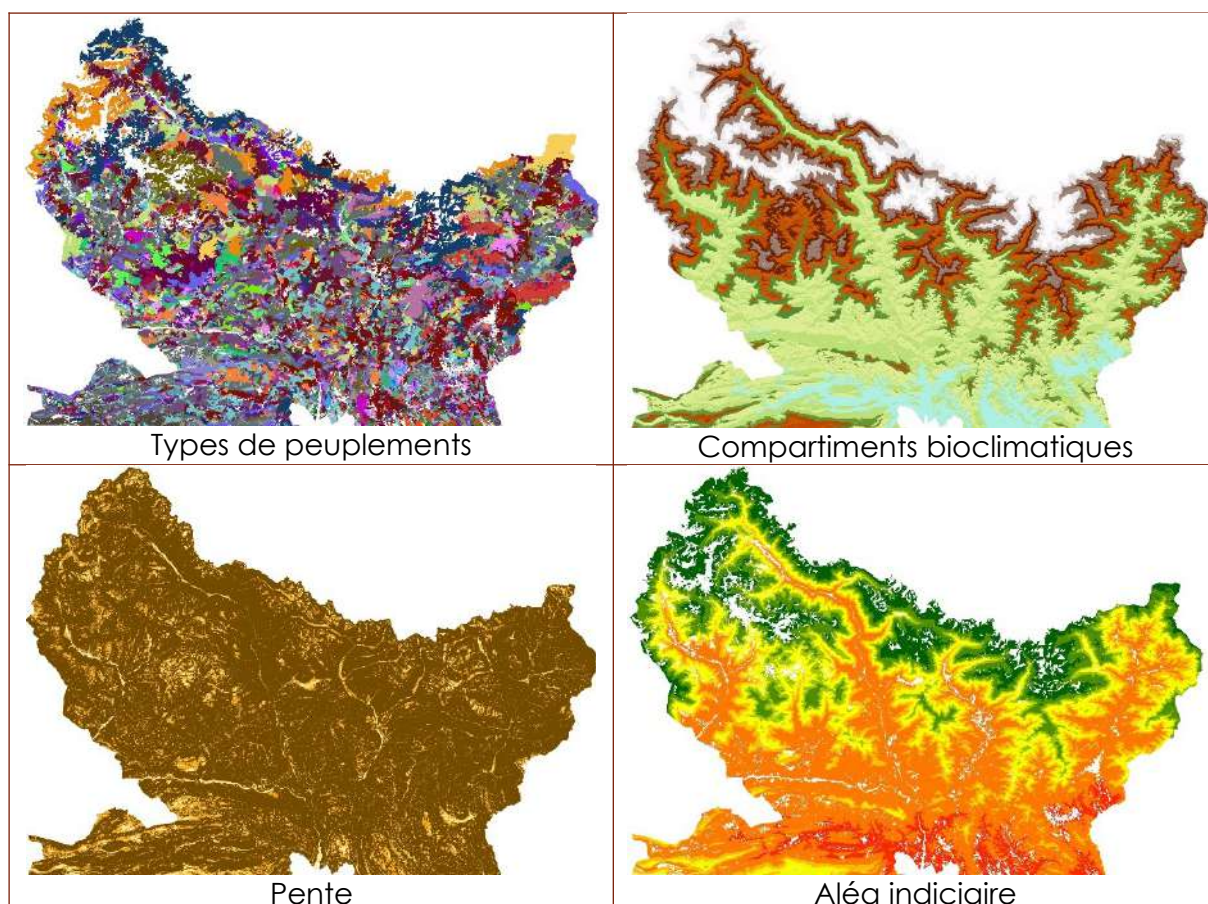 Types de peuplements
Compartiments bioclimatiques
Pente
Aléa indiciaire